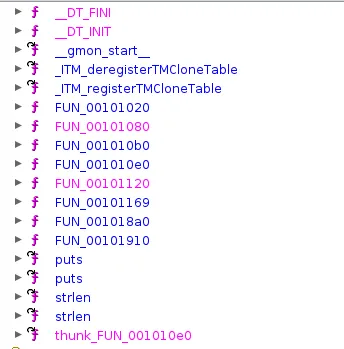 __DT_FINI
__DT_INIT
__gmon_start__
_ITM_deregisterTMCloneTable
_ITM_registerTMCloneTable
FUN_00101020
FUN_00101080
FUN_001010b0
FUN_001010e0
FUN_00101120
FUN_00101169
FUN_001018a0
FUN_00101910
puts
puts
strlen
strlen
thunk_FUN_001010e0